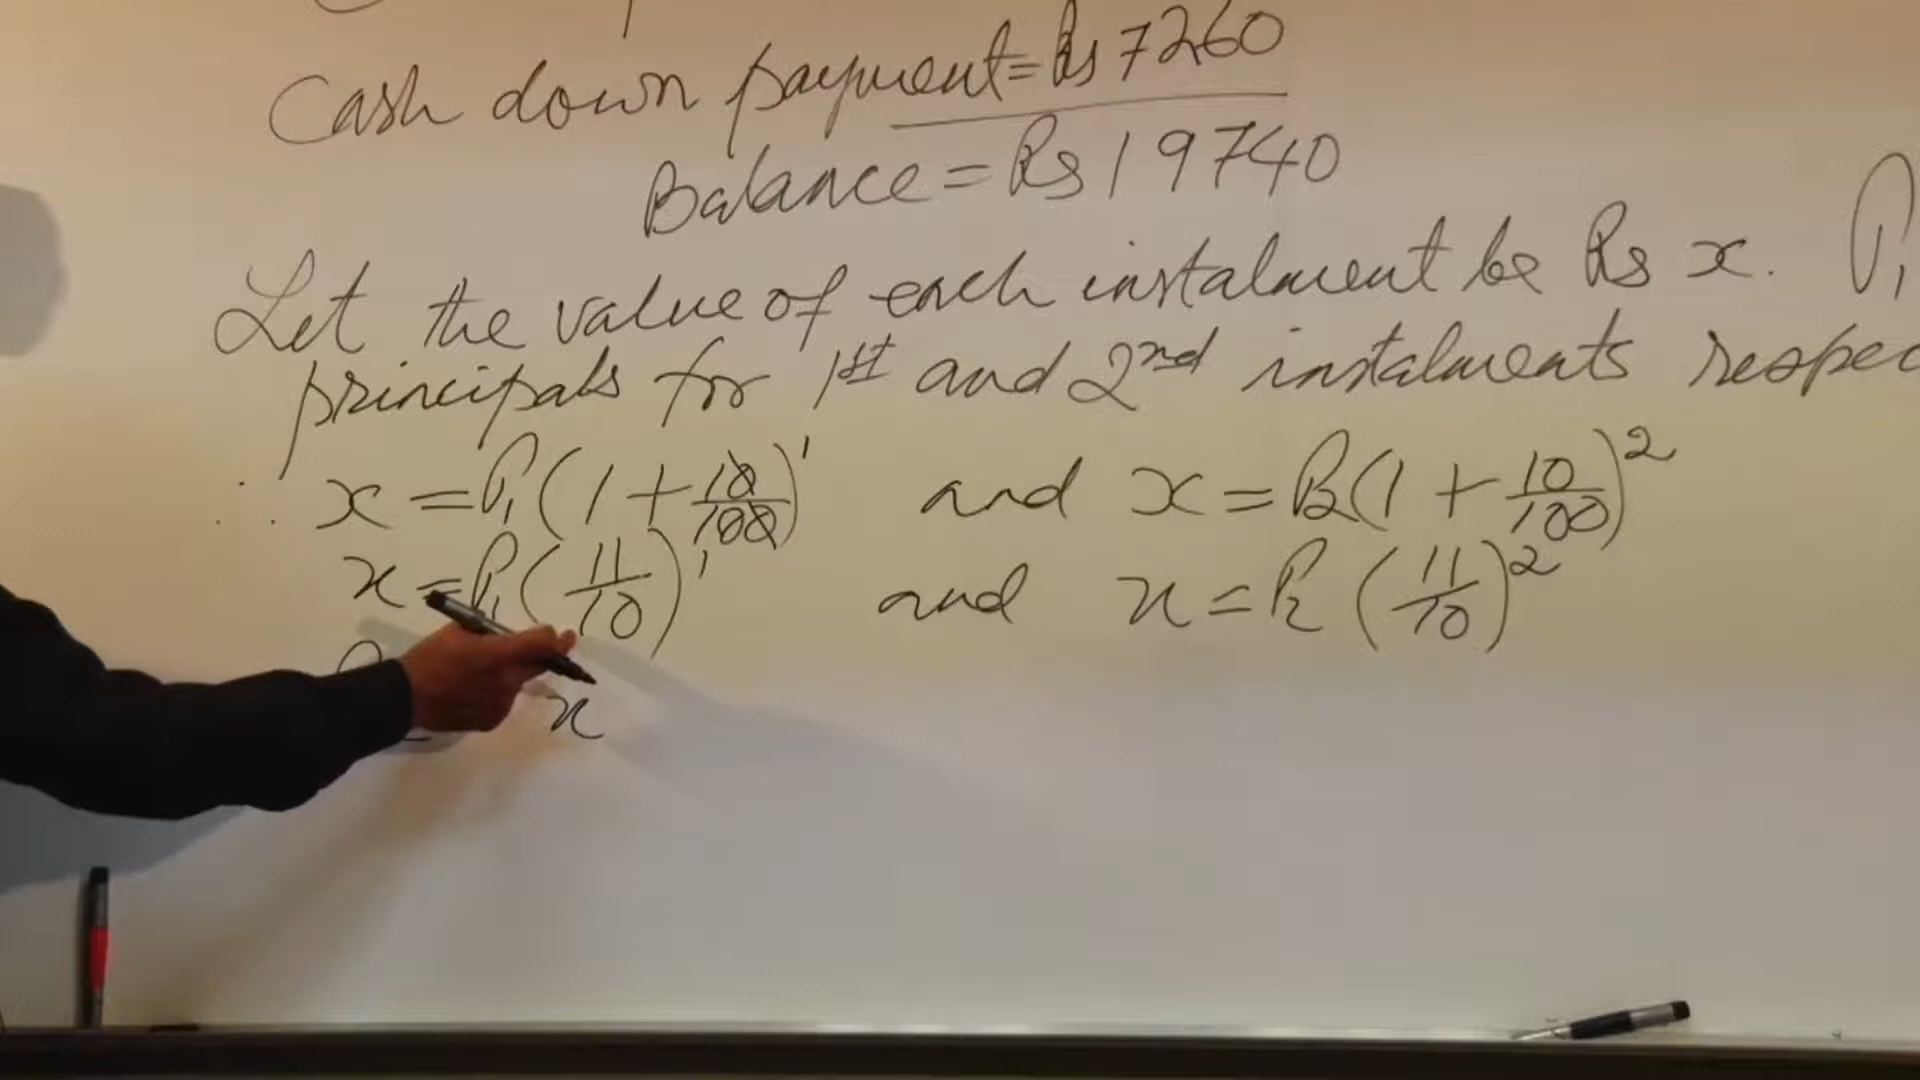 Cash down payment = Rs 7260
Balance = Rs 19740
Let the value of each instalment be Rs x. P₁
principals for 1st and 2nd instalments respec
∴ x = P₁(1 + 10/100)¹ and x = P₂(1 + 10/100)²
x = P₁(11/10)¹ and x = P₂(11/10)²
x